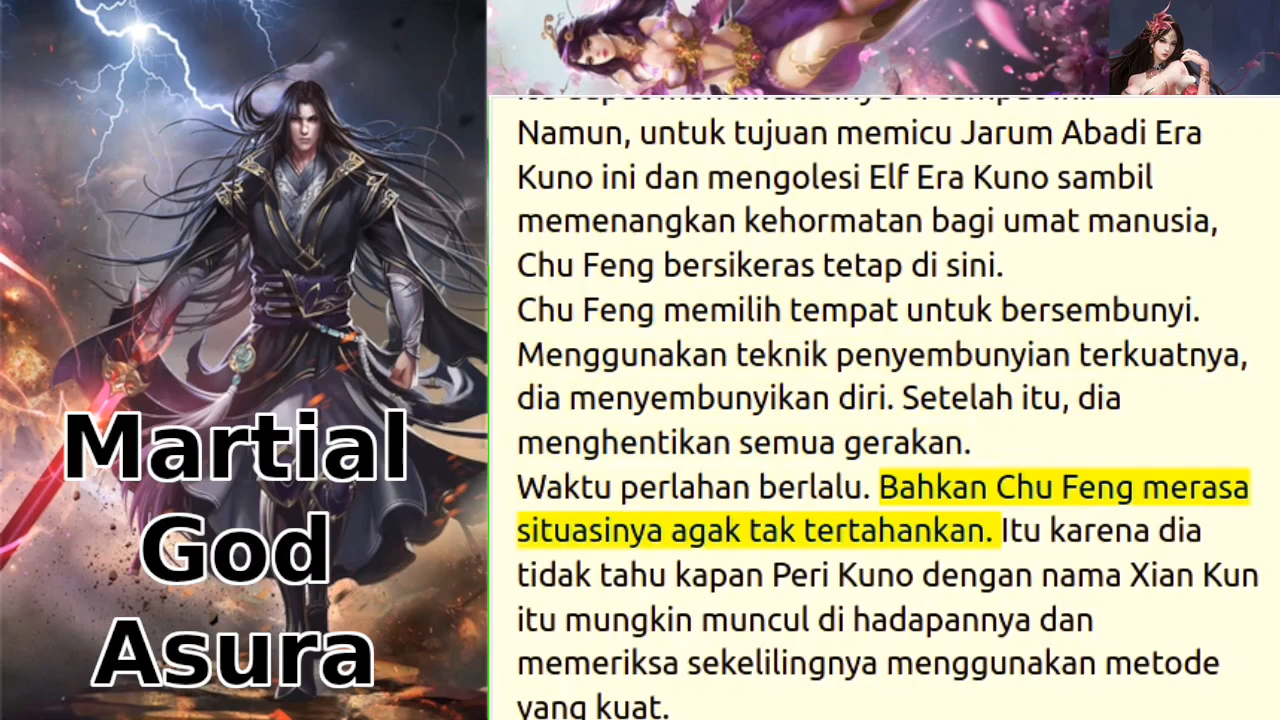 Martial
God
Asura
Namun, untuk tujuan memicu Jarum Abadi Era
Kuno ini dan mengolesi Elf Era Kuno sambil
memenangkan kehormatan bagi umat manusia,
Chu Feng bersikeras tetap di sini.
Chu Feng memilih tempat untuk bersembunyi.
Menggunakan teknik penyembunyian terkuatnya,
dia menyembunyikan diri. Setelah itu, dia
menghentikan semua gerakan.
Waktu perlahan berlalu. Bahkan Chu Feng merasa
situasinya agak tak tertahankan. Itu karena dia
tidak tahu kapan Peri Kuno dengan nama Xian Kun
itu mungkin muncul di hadapannya dan
memeriksa sekelilingnya menggunakan metode
yang kuat.